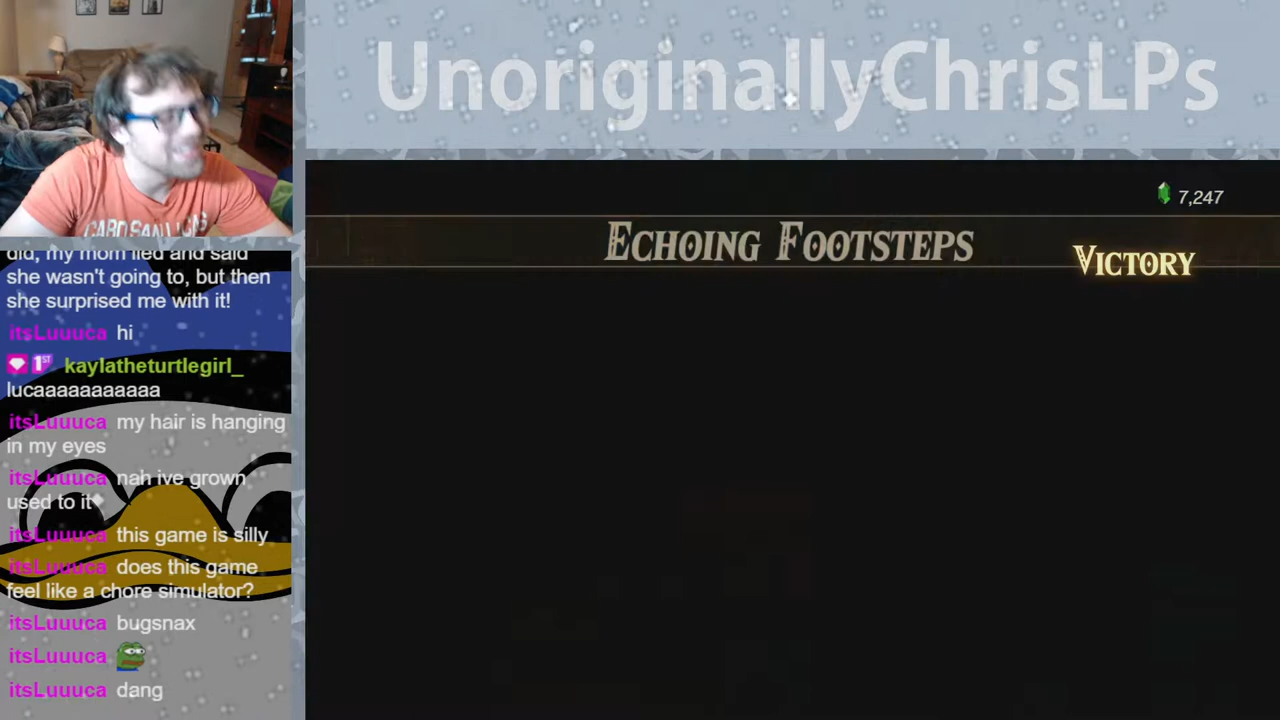 UnoriginallyChrisLPs
7,247
Echoing Footsteps
Victory
did, my mom lied and said
she wasn't going to, but then
she surprised me with it!
itsLuuuca hi
1ST kaylatheturtlegirl_
lucaaaaaaaaaaa
itsLuuuca my hair is hanging
in my eyes
itsLuuuca nah ive grown
used to it
itsLuuuca this game is silly
itsLuuuca does this game
feel like a chore simulator?
itsLuuuca bugsnax
itsLuuuca
itsLuuuca dang